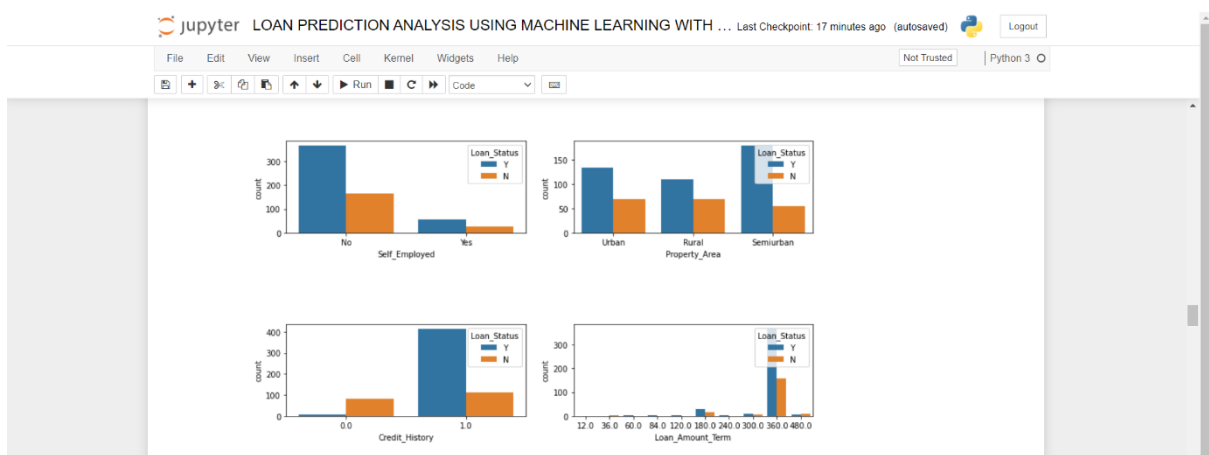 jupyter LOAN PREDICTION ANALYSIS USING MACHINE LEARNING WITH ... Last Checkpoint: 17 minutes ago (autosaved) Logout
File Edit View Insert Cell Kernel Widgets Help Not Trusted Python 3
Run Code
Loan_Status
Y
N
300
200
100
0
count
No Yes
Self_Employed
Loan_Status
Y
N
150
100
50
0
count
Urban Rural Semiurban
Property_Area
Loan_Status
Y
N
400
300
200
100
0
count
0.0 1.0
Credit_History
Loan_Status
Y
N
300
200
100
0
count
12.0 36.0 60.0 84.0 120.0 180.0 240.0 300.0 360.0 480.0
Loan_Amount_Term